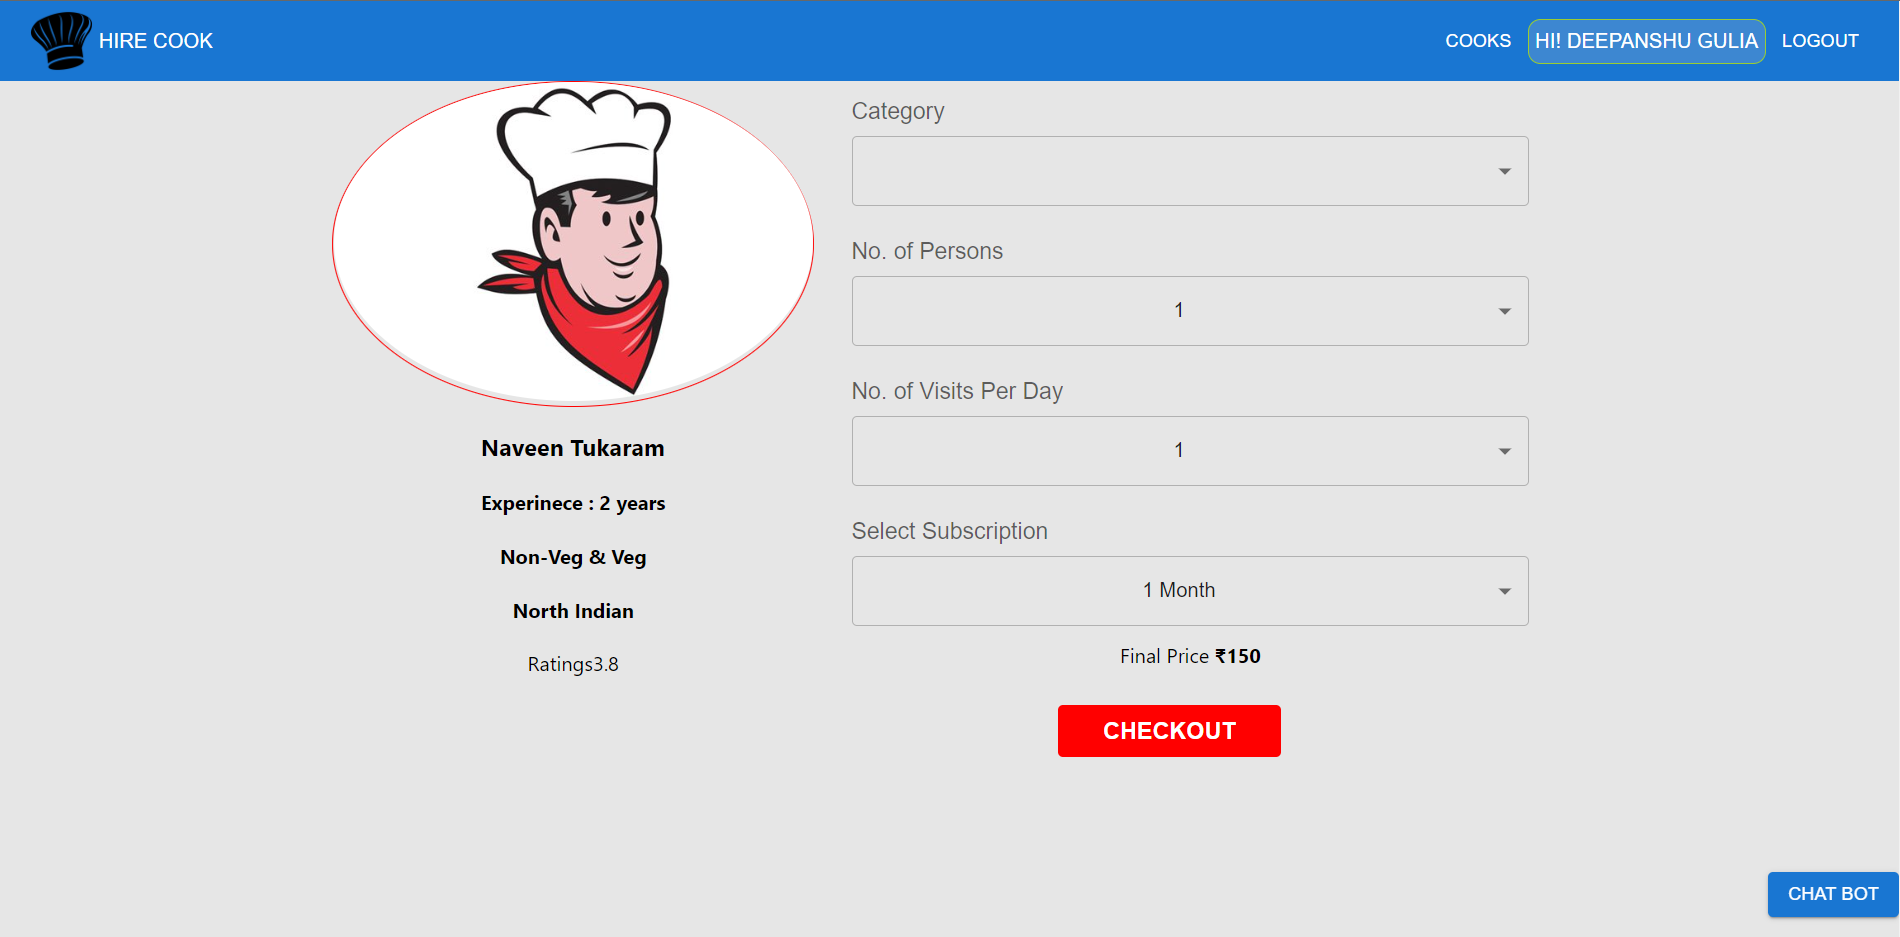 HIRE COOK
COOKS
HI! DEEPANSHU GULIA
LOGOUT
Naveen Tukaram
Experinece : 2 years
Non-Veg & Veg
North Indian
Ratings3.8
Category
No. of Persons
1
No. of Visits Per Day
1
Select Subscription
1 Month
Final Price ₹150
CHECKOUT
CHAT BOT